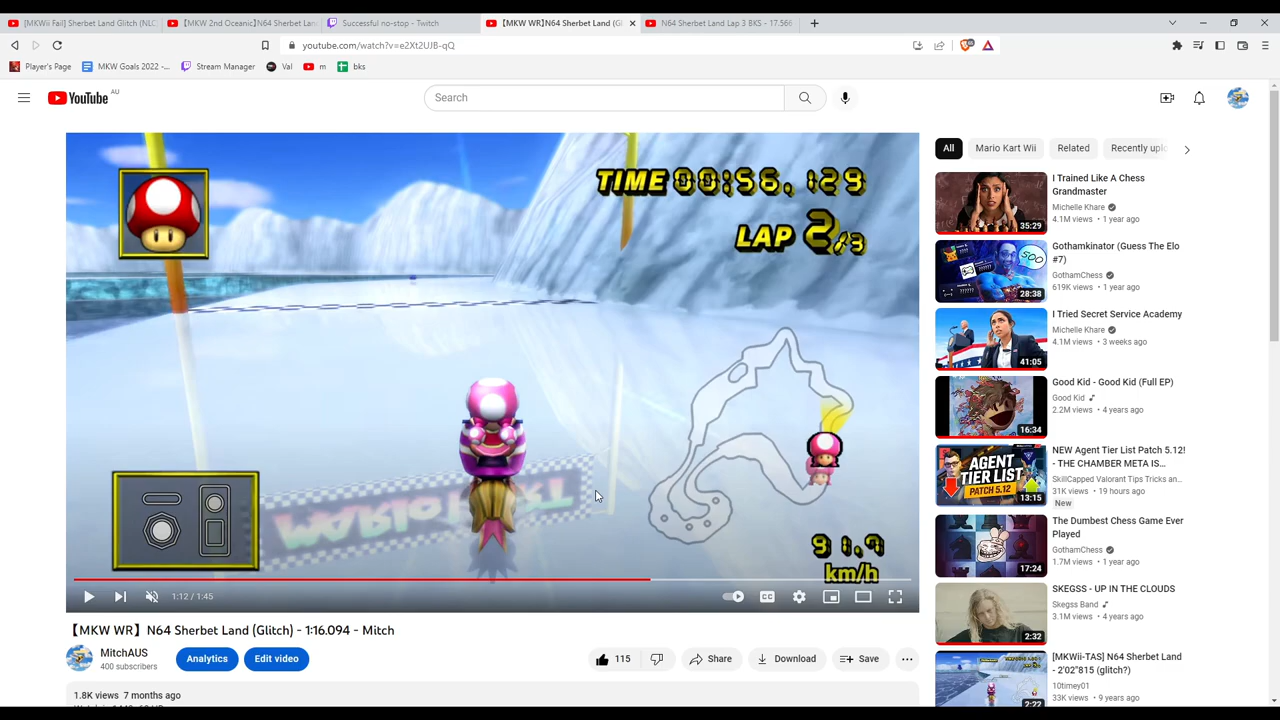 [MKWii Fail] Sherbet Land Glitch (NLC
【MKW 2nd Oceanic】N64 Sherbet Lan
Successful no-stop - Twitch
【MKW WR】N64 Sherbet Land (Gl
N64 Sherbet Land Lap 3 BKS - 17.566
youtube.com/watch?v=e2Xt2UJB-qQ
Player's Page
MKW Goals 2022 -...
Stream Manager
Val
m
bks
YouTube AU
Search
TIME 00:56.129
LAP 2/3
91.7
km/h
1:12 / 1:45
【MKW WR】N64 Sherbet Land (Glitch) - 1:16.094 - Mitch
MitchAUS
400 subscribers
Analytics
Edit video
115
Share
Download
Save
1.8K views 7 months ago
All
Mario Kart Wii
Related
Recently uplo
I Trained Like A Chess
Grandmaster
Michelle Khare
4.1M views • 1 year ago
35:29
Gothamkinator (Guess The Elo
#7)
GothamChess
619K views • 1 year ago
500
28:38
I Tried Secret Service Academy
Michelle Khare
4.1M views • 3 weeks ago
41:05
Good Kid - Good Kid (Full EP)
Good Kid
2.2M views • 4 years ago
16:34
NEW Agent Tier List Patch 5.12!
- THE CHAMBER META IS...
SkillCapped Valorant Tips Tricks an...
31K views • 19 hours ago
New
AGENT
TIER LIST
PATCH 5.12
13:15
The Dumbest Chess Game Ever
Played
GothamChess
1.7M views • 1 year ago
17:24
SKEGSS - UP IN THE CLOUDS
Skegss Band
3.1M views • 4 years ago
2:32
[MKWii-TAS] N64 Sherbet Land
- 2'02"815 (glitch?)
10timey01
33K views • 9 years ago
2:22